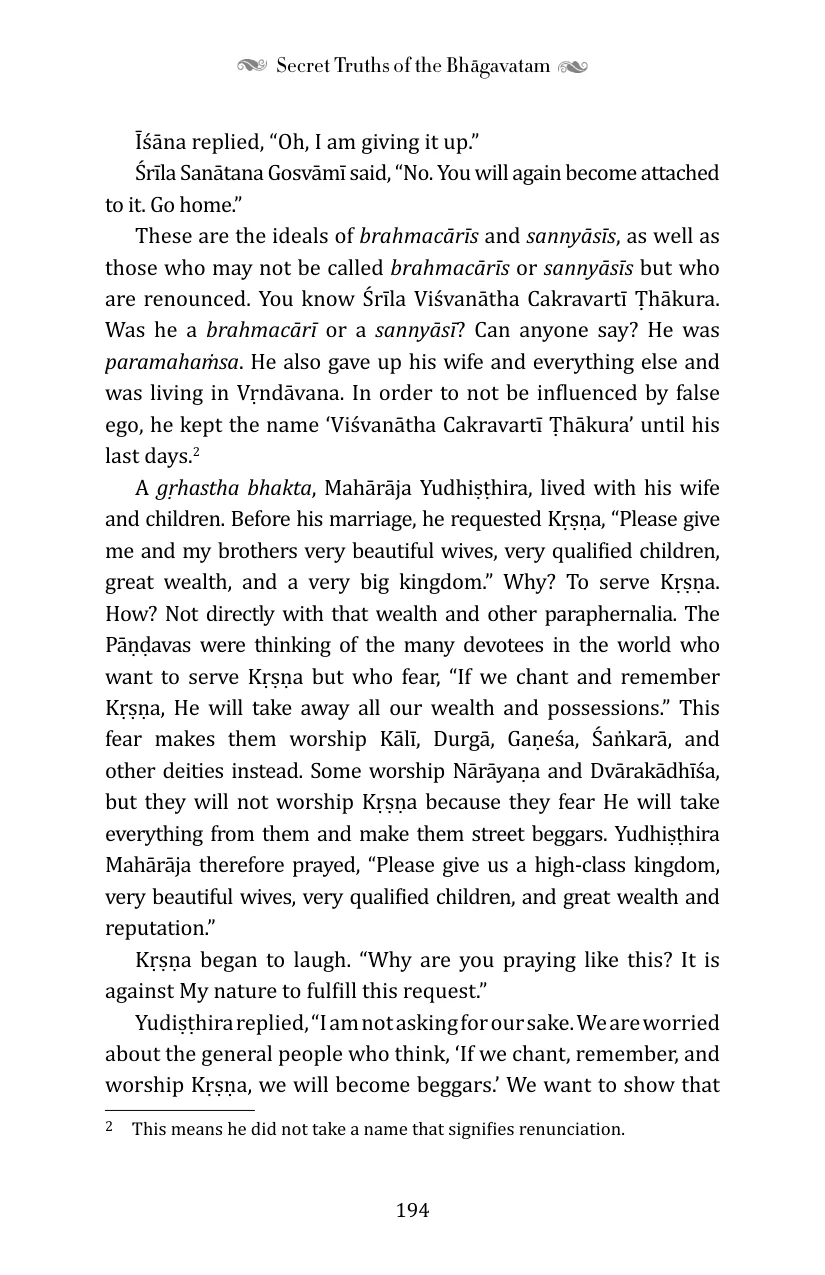 Secret Truths of the Bhāgavatam
Īśāna replied, “Oh, I am giving it up.”
Śrīla Sanātana Gosvāmī said, “No. You will again become attached
to it. Go home.”
These are the ideals of brahmacārīs and sannyāsīs, as well as
those who may not be called brahmacārīs or sannyāsīs but who
are renounced. You know Śrīla Viśvanātha Cakravartī Ṭhākura.
Was he a brahmacārī or a sannyāsī? Can anyone say? He was
paramahaṁsa. He also gave up his wife and everything else and
was living in Vṛndāvana. In order to not be influenced by false
ego, he kept the name ‘Viśvanātha Cakravartī Ṭhākura’ until his
last days.2
A gṛhastha bhakta, Mahārāja Yudhiṣṭhira, lived with his wife
and children. Before his marriage, he requested Kṛṣṇa, “Please give
me and my brothers very beautiful wives, very qualified children,
great wealth, and a very big kingdom.” Why? To serve Kṛṣṇa.
How? Not directly with that wealth and other paraphernalia. The
Pāṇḍavas were thinking of the many devotees in the world who
want to serve Kṛṣṇa but who fear, “If we chant and remember
Kṛṣṇa, He will take away all our wealth and possessions.” This
fear makes them worship Kālī, Durgā, Gaṇeśa, Śaṅkarā, and
other deities instead. Some worship Nārāyaṇa and Dvārakādhīśa,
but they will not worship Kṛṣṇa because they fear He will take
everything from them and make them street beggars. Yudhiṣṭhira
Mahārāja therefore prayed, “Please give us a high-class kingdom,
very beautiful wives, very qualified children, and great wealth and
reputation.”
Kṛṣṇa began to laugh. “Why are you praying like this? It is
against My nature to fulfill this request.”
Yudiṣṭhira replied, “I am not asking for our sake. We are worried
about the general people who think, ‘If we chant, remember, and
worship Kṛṣṇa, we will become beggars.’ We want to show that
2 This means he did not take a name that signifies renunciation.
194